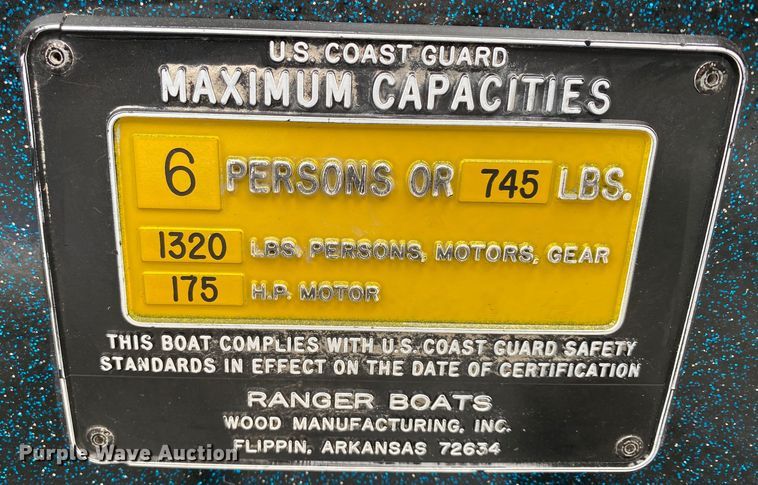 U.S. COAST GUARD
MAXIMUM CAPACITIES
6 PERSONS OR 745 LBS.
1320 LBS. PERSONS, MOTORS, GEAR
175 H.P. MOTOR
THIS BOAT COMPLIES WITH U.S. COAST GUARD SAFETY
STANDARDS IN EFFECT ON THE DATE OF CERTIFICATION
RANGER BOATS
WOOD MANUFACTURING, INC.
FLIPPIN, ARKANSAS 72634
Purple Wave Auction